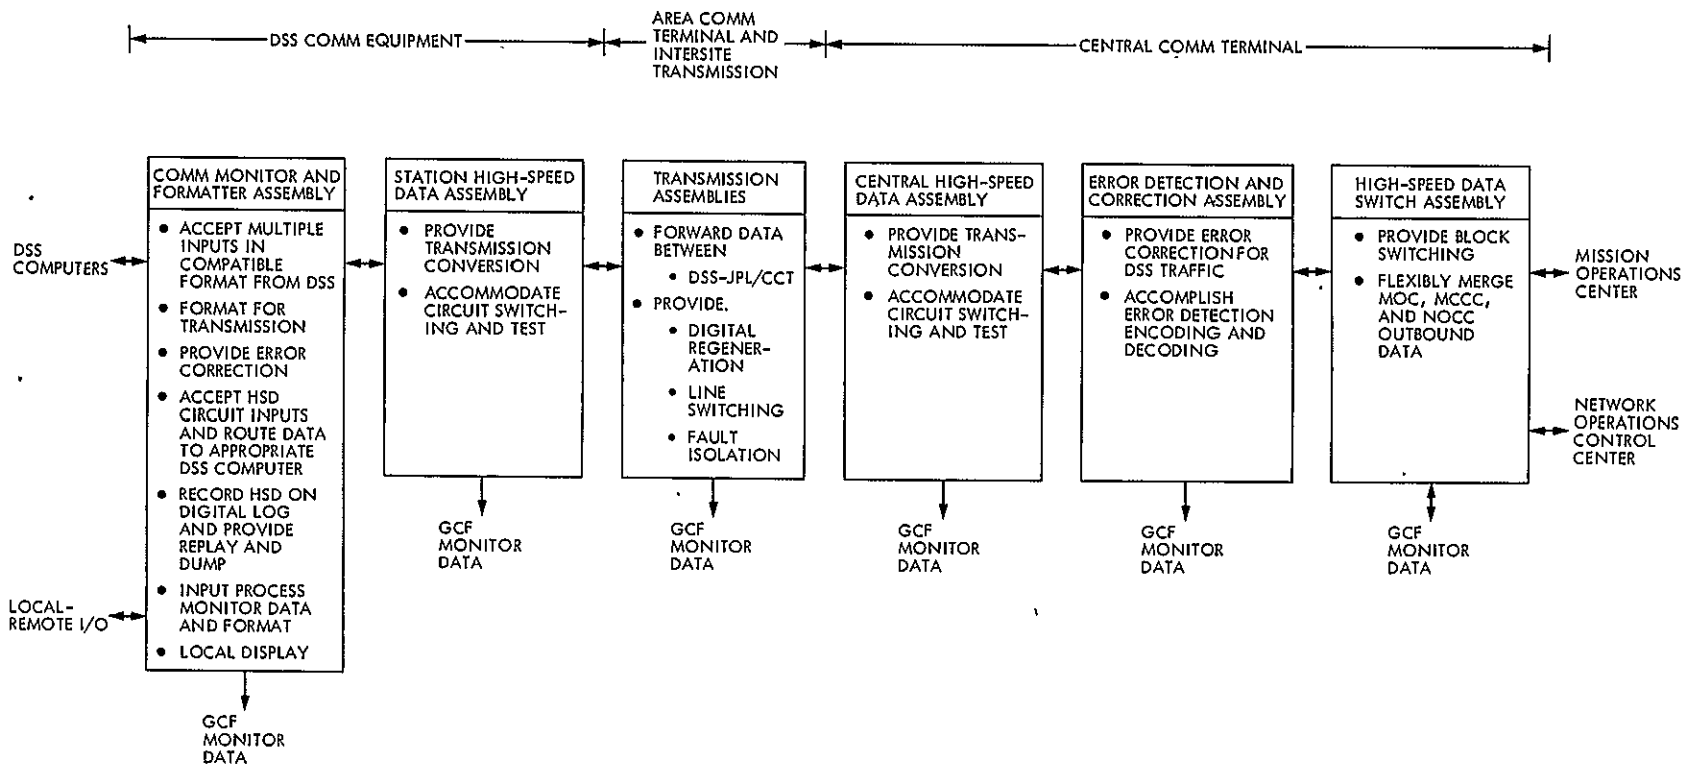 DSS COMM EQUIPMENT
AREA COMM
TERMINAL AND
INTERSITE
TRANSMISSION
CENTRAL COMM TERMINAL
DSS
COMPUTERS
LOCAL-
REMOTE I/O
COMM MONITOR AND
FORMATTER ASSEMBLY
• ACCEPT MULTIPLE
INPUTS IN
COMPATIBLE
FORMAT FROM DSS
• FORMAT FOR
TRANSMISSION
• PROVIDE ERROR
CORRECTION
• ACCEPT HSD
CIRCUIT INPUTS
AND ROUTE DATA
TO APPROPRIATE
DSS COMPUTER
• RECORD HSD ON
DIGITAL LOG
AND PROVIDE
REPLAY AND
DUMP
• INPUT PROCESS
MONITOR DATA
AND FORMAT
• LOCAL DISPLAY
GCF
MONITOR
DATA
STATION HIGH-SPEED
DATA ASSEMBLY
• PROVIDE
TRANSMISSION
CONVERSION
• ACCOMMODATE
CIRCUIT SWITCH-
ING AND TEST
GCF
MONITOR
DATA
TRANSMISSION
ASSEMBLIES
• FORWARD DATA
BETWEEN
• DSS-JPL/CCT
• PROVIDE.
• DIGITAL
REGENER-
ATION
• LINE
SWITCHING
• FAULT
ISOLATION
GCF
MONITOR
DATA
CENTRAL HIGH-SPEED
DATA ASSEMBLY
• PROVIDE TRANS-
MISSION
CONVERSION
• ACCOMMODATE
CIRCUIT SWITCH-
ING AND TEST
GCF
MONITOR
DATA
ERROR DETECTION AND
CORRECTION ASSEMBLY
• PROVIDE ERROR
CORRECTION FOR
DSS TRAFFIC
• ACCOMPLISH
ERROR DETECTION
ENCODING AND
DECODING
GCF
MONITOR
DATA
HIGH-SPEED DATA
SWITCH ASSEMBLY
• PROVIDE BLOCK
SWITCHING
• FLEXIBLY MERGE
MOC, MCCC,
AND NOCC
OUTBOUND
DATA
GCF
MONITOR
DATA
MISSION
OPERATIONS
CENTER
NETWORK
OPERATIONS
CONTROL
CENTER